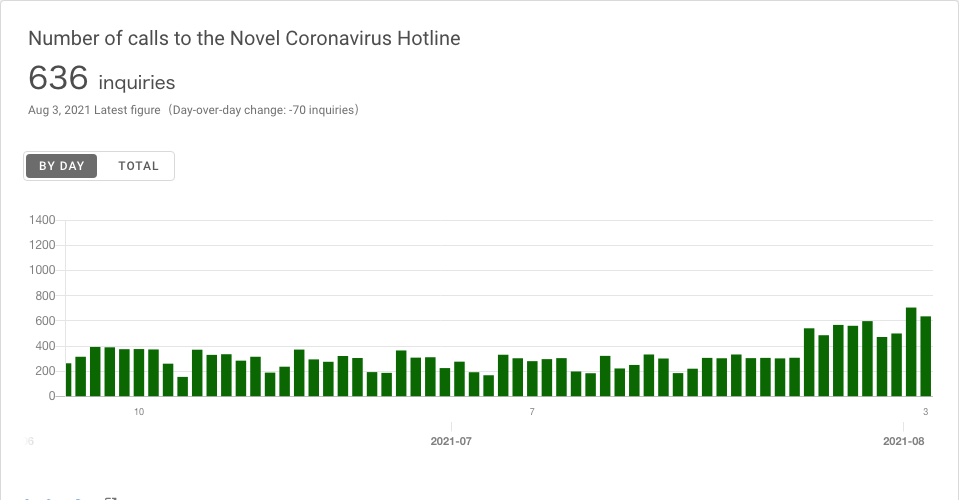 Number of calls to the Novel Coronavirus Hotline
636 inquiries
Aug 3, 2021 Latest figure（Day-over-day change: -70 inquiries）
BY DAY TOTAL
1400
1200
1000
800
600
400
200
0
10 7 3
2021-07 2021-08